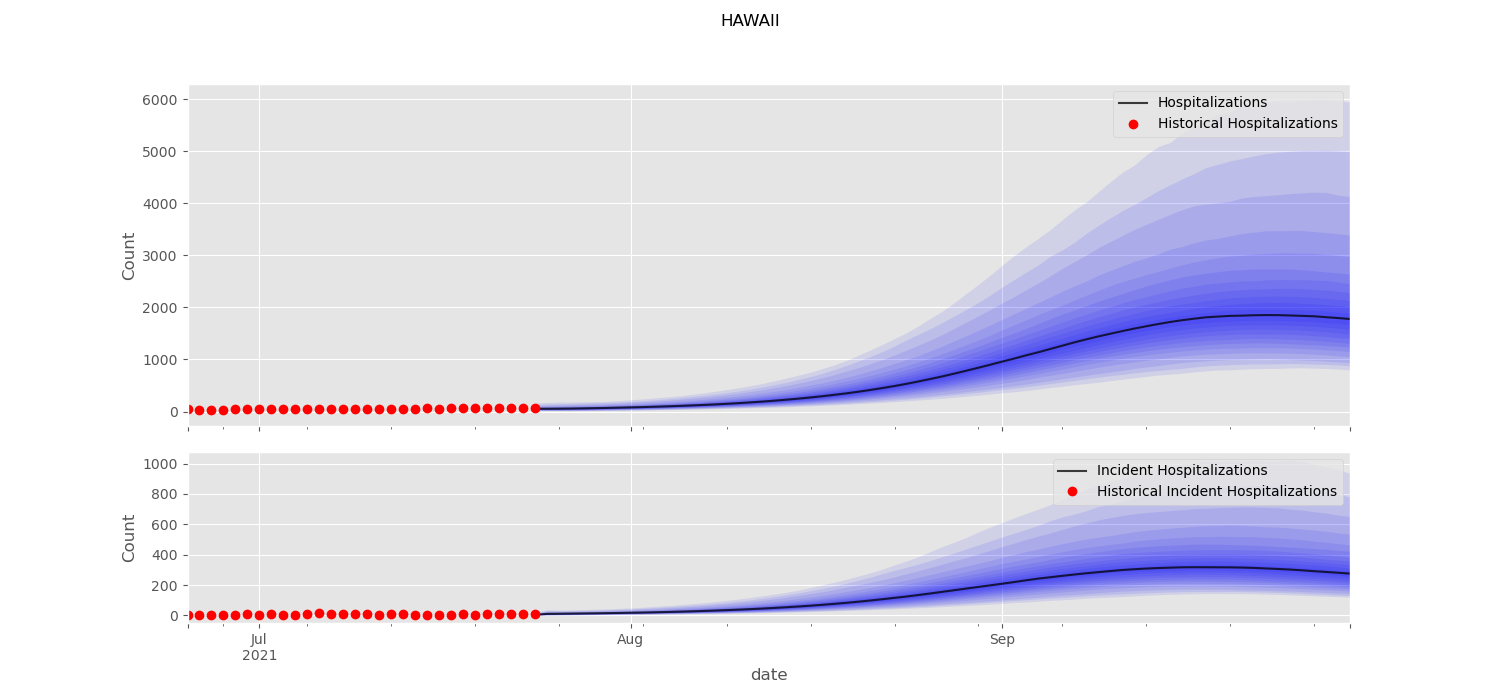 HAWAII
6000
5000
4000
3000
2000
1000
0
Count
Hospitalizations
Historical Hospitalizations
1000
800
600
400
200
0
Count
Incident Hospitalizations
Historical Incident Hospitalizations
Jul
2021
Aug
Sep
date